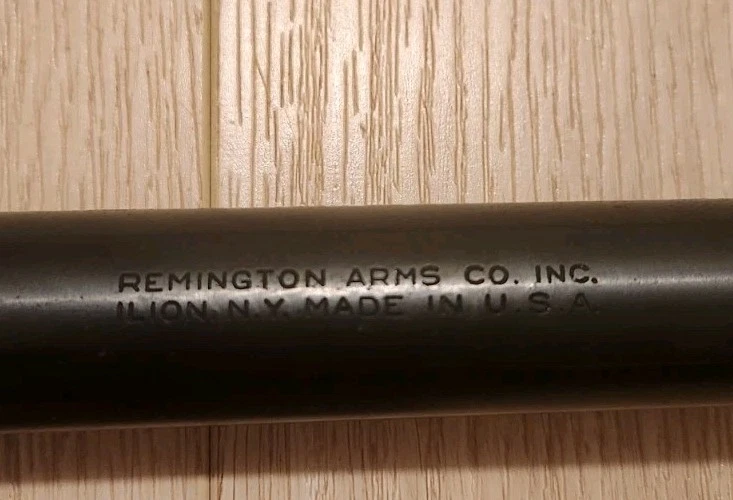 REMINGTON ARMS CO. INC.
ILION, N.Y. MADE IN U.S.A.